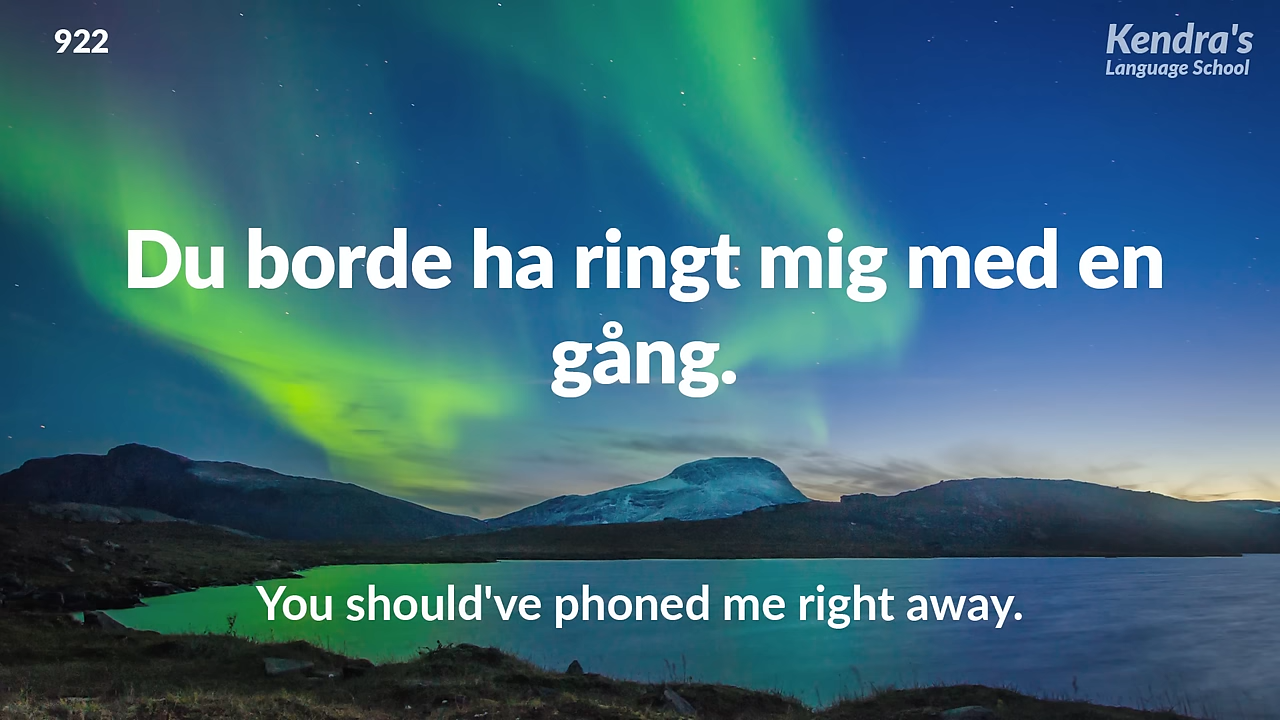 922
Kendra's
Language School
Du borde ha ringt mig med en
gång.
You should've phoned me right away.